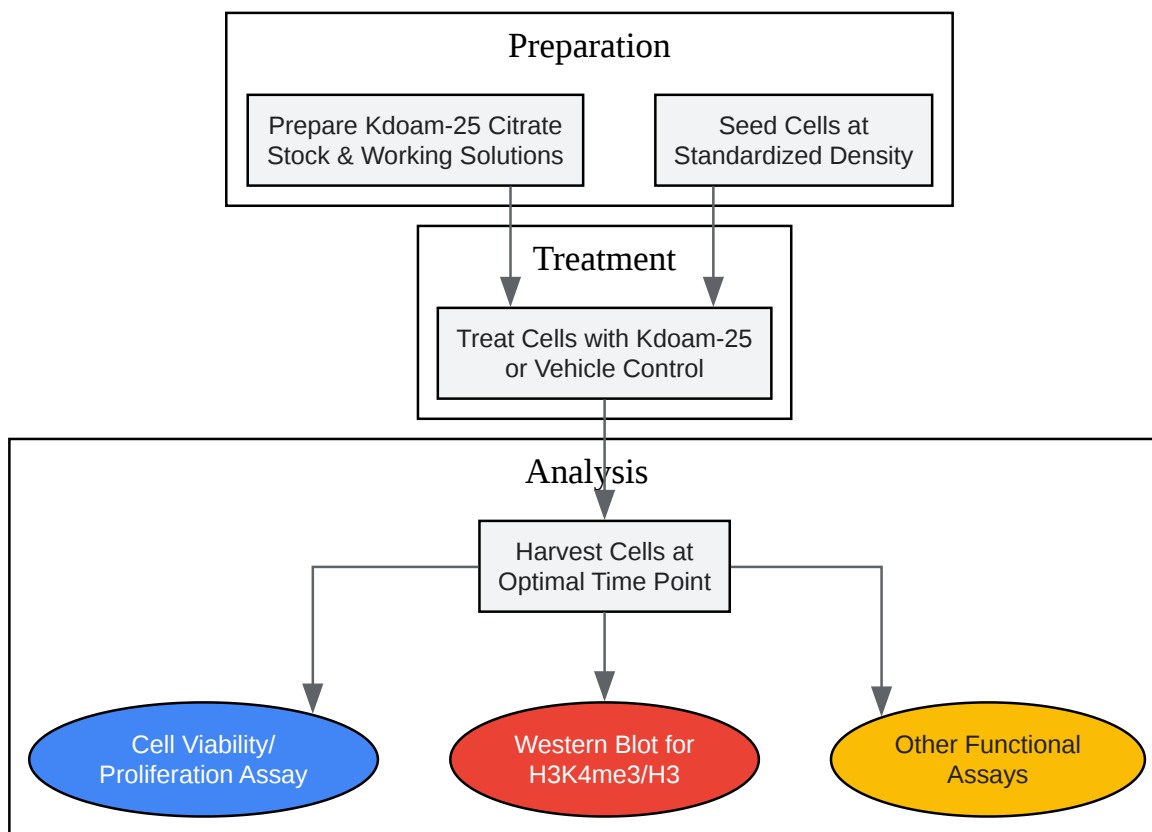 Preparation
Prepare Kdoam-25 Citrate
Stock & Working Solutions
Seed Cells at
Standardized Density
Treatment
Treat Cells with Kdoam-25
or Vehicle Control
Analysis
Harvest Cells at
Optimal Time Point
Cell Viability/
Proliferation Assay
Western Blot for
H3K4me3/H3
Other Functional
Assays